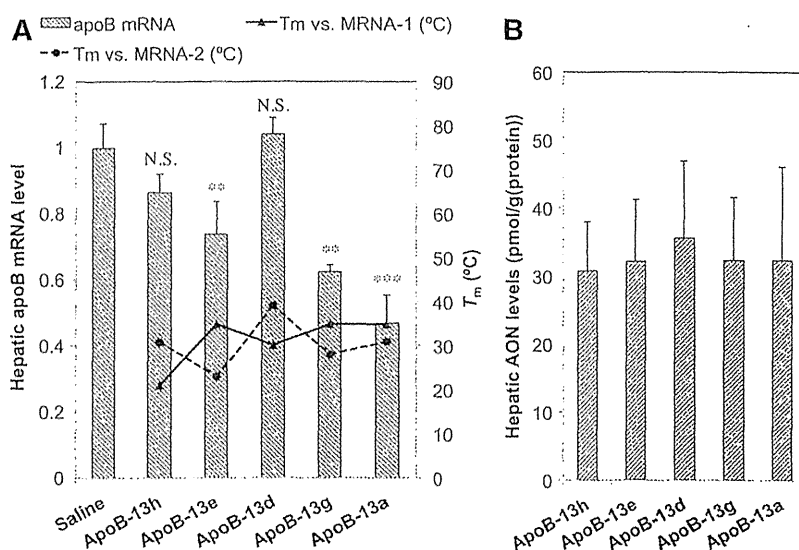 A
apoB mRNA
Tm vs. MRNA-1 (ºC)
Tm vs. MRNA-2 (ºC)
Hepatic apoB mRNA level
1.2
1
0.8
0.6
0.4
0.2
0
N.S.
**
N.S.
**
***
90
80
70
60
50
40
30
20
10
0
Tm (ºC)
Saline
ApoB-13h
ApoB-13e
ApoB-13d
ApoB-13g
ApoB-13a
B
Hepatic AON levels (pmol/g(protein))
60
50
40
30
20
10
0
ApoB-13h
ApoB-13e
ApoB-13d
ApoB-13g
ApoB-13a